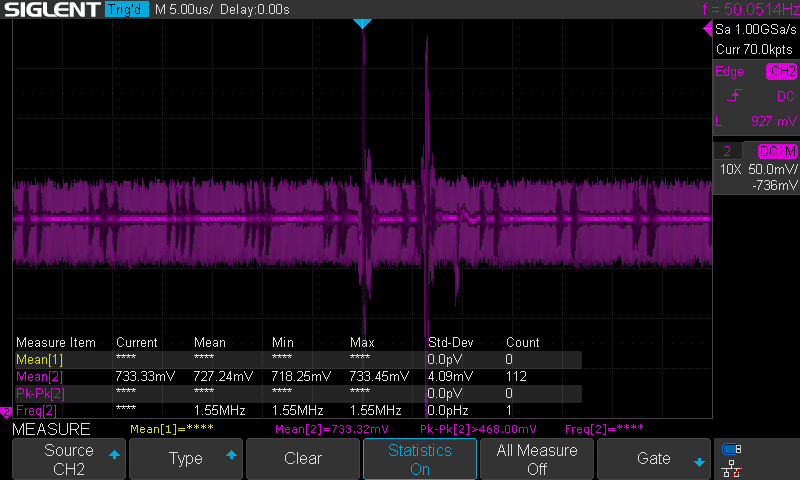 SIGLENT Trig'd M 5.00us/ Delay:0.00s f = 50.0514Hz
Sa 1.00GSa/s
Curr 70.0kpts
Edge CH2
DC
L 927 mV
2 DC1M
10X 50.0mV/
-736mV
Measure Item Current Mean Min Max Std-Dev Count
Mean[1] **** **** **** **** 0.0pV 0
Mean[2] 733.33mV 727.24mV 718.25mV 733.45mV 4.09mV 112
Pk-Pk[2] **** **** **** **** 0.0pV 0
Freq[2] **** 1.55MHz 1.55MHz 1.55MHz 0.0pHz 1
2
MEASURE Mean[1]=**** Mean[2]=733.32mV Pk-Pk[2]>468.00mV Freq[2]=****
Source
CH2
Type
Clear
Statistics
On
All Measure
Off
Gate